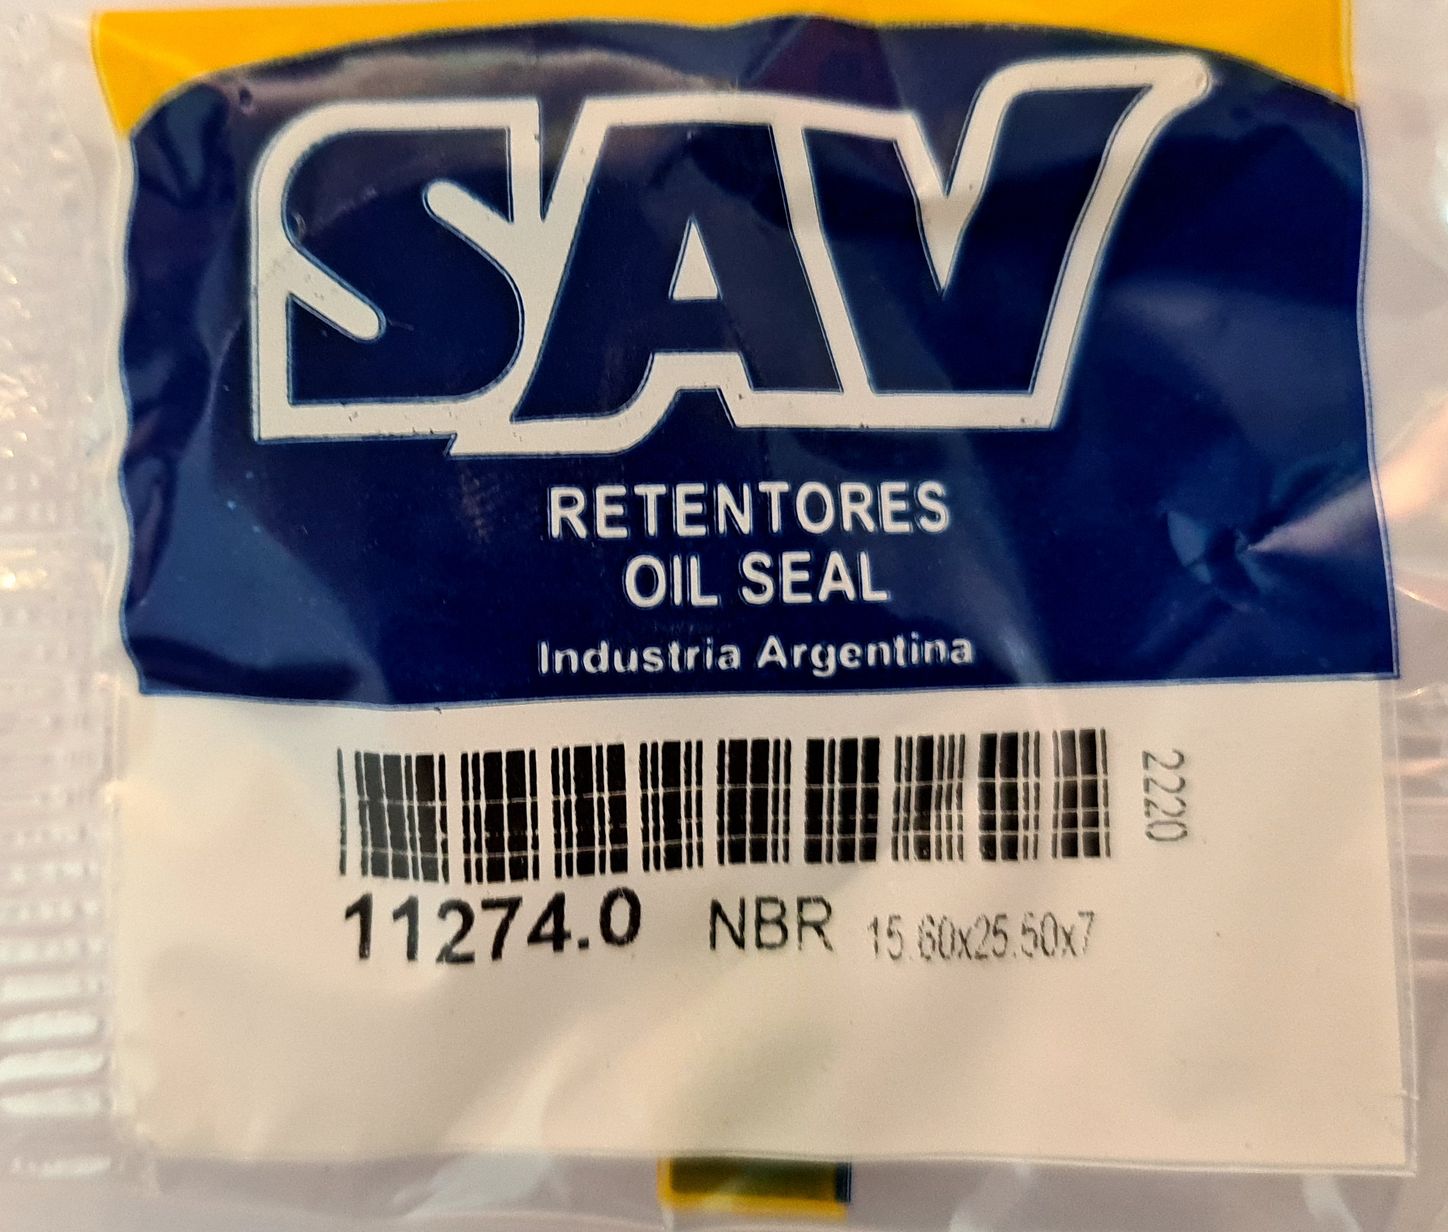 SAV
RETENTORES
OIL SEAL
Industria Argentina
2220
11274.0 NBR 15.60x25.50x7